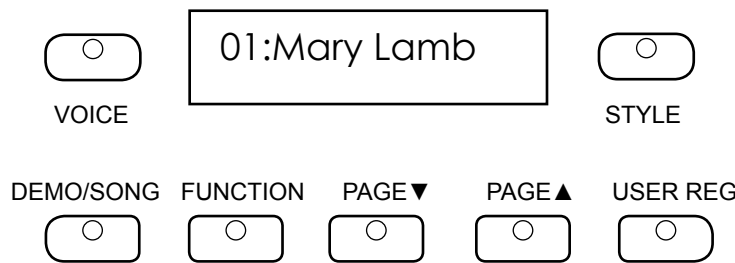 01:Mary Lamb
VOICE
STYLE
DEMO/SONG FUNCTION PAGE▼ PAGE▲ USER REG